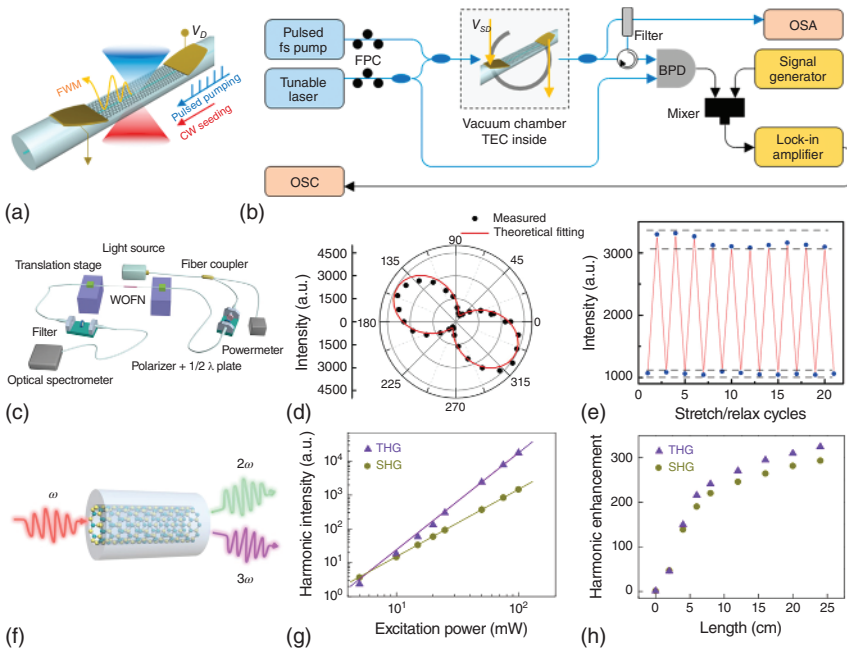 V_D
FWM
Pulsed pumping
CW seeding
(a)
Pulsed
fs pump
FPC
Tunable
laser
V_SD
Vacuum chamber
TEC inside
Filter
BPD
Mixer
OSA
Signal
generator
Lock-in
amplifier
OSC
(b)
Light source
Translation stage
Fiber coupler
WOFN
Filter
Powermeter
Optical spectrometer
Polarizer + 1/2 λ plate
(c)
Measured
Theoretical fitting
Intensity (a.u.)
4500
3000
1500
0
1500
3000
4500
90
45
0
315
270
225
180
135
(d)
Intensity (a.u.)
3000
2000
1000
0 5 10 15 20
Stretch/relax cycles
(e)
ω
2ω
3ω
(f)
THG
SHG
Harmonic intensity (a.u.)
10^4
10^3
10^2
10^1
10^0
10^1 10^2
Excitation power (mW)
(g)
THG
SHG
Harmonic enhancement
300
200
100
0
0 5 10 15 20 25
Length (cm)
(h)